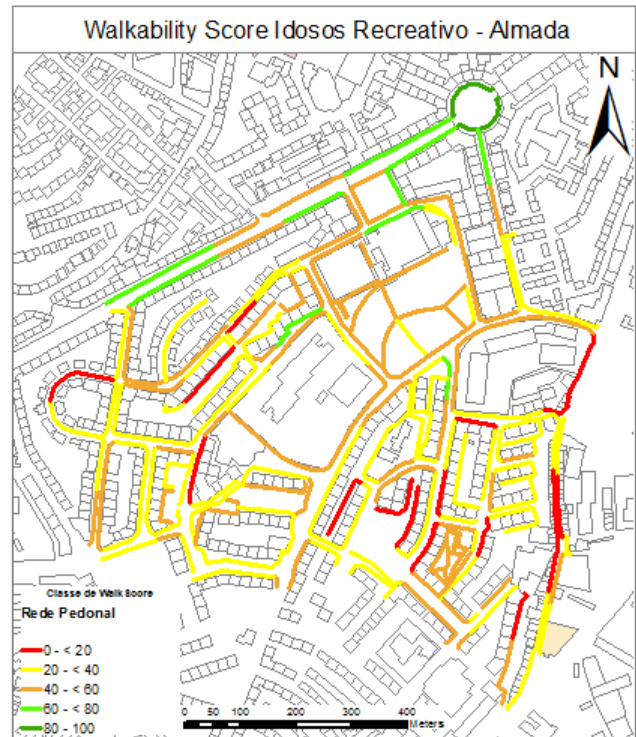 Walkability Score Idosos Recreativo - Almada
N
Classe de Walk Score
Rede Pedonal
0 - < 20
20 - < 40
40 - < 60
60 - < 80
80 - 100
0 50 100 200 300 400
Meters